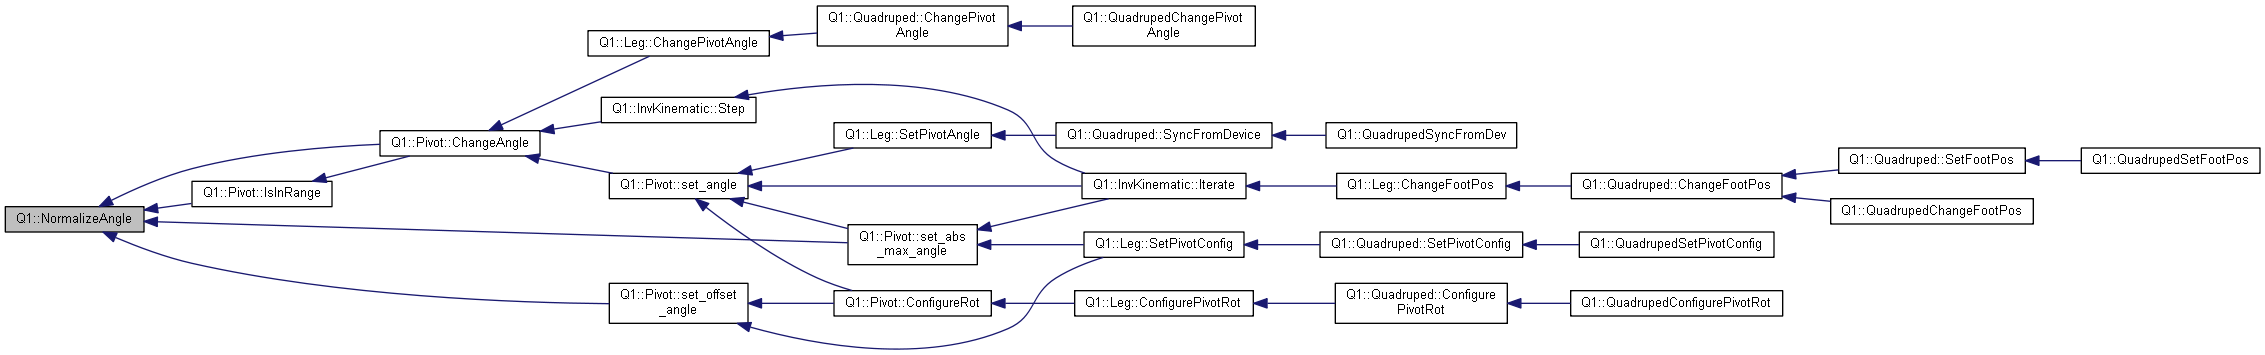 Q1::Quadruped::ChangePivot
Angle
Q1::QuadrupedChangePivot
Angle
Q1::Leg::ChangePivotAngle
Q1::InvKinematic::Step
Q1::Pivot::ChangeAngle
Q1::Leg::SetPivotAngle
Q1::Quadruped::SyncFromDevice
Q1::QuadrupedSyncFromDev
Q1::Quadruped::SetFootPos
Q1::QuadrupedSetFootPos
Q1::Pivot::IsInRange
Q1::Pivot::set_angle
Q1::InvKinematic::Iterate
Q1::Leg::ChangeFootPos
Q1::Quadruped::ChangeFootPos
Q1::QuadrupedChangeFootPos
Q1::NormalizeAngle
Q1::Pivot::set_abs
_max_angle
Q1::Leg::SetPivotConfig
Q1::Quadruped::SetPivotConfig
Q1::QuadrupedSetPivotConfig
Q1::Pivot::set_offset
_angle
Q1::Pivot::ConfigureRot
Q1::Leg::ConfigurePivotRot
Q1::Quadruped::Configure
PivotRot
Q1::QuadrupedConfigurePivotRot